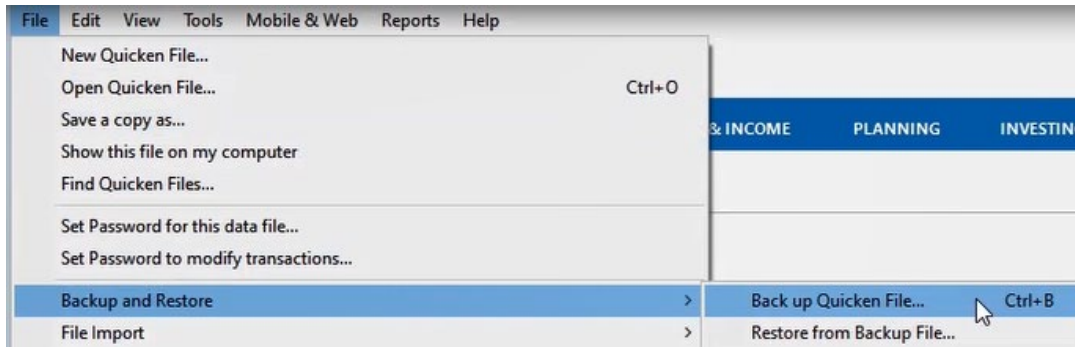 File Edit View Tools Mobile & Web Reports Help
New Quicken File...
Open Quicken File... Ctrl+O
Save a copy as...
Show this file on my computer
Find Quicken Files...
& INCOME PLANNING INVESTIN
Set Password for this data file...
Set Password to modify transactions...
Backup and Restore > Back up Quicken File... Ctrl+B
File Import > Restore from Backup File...